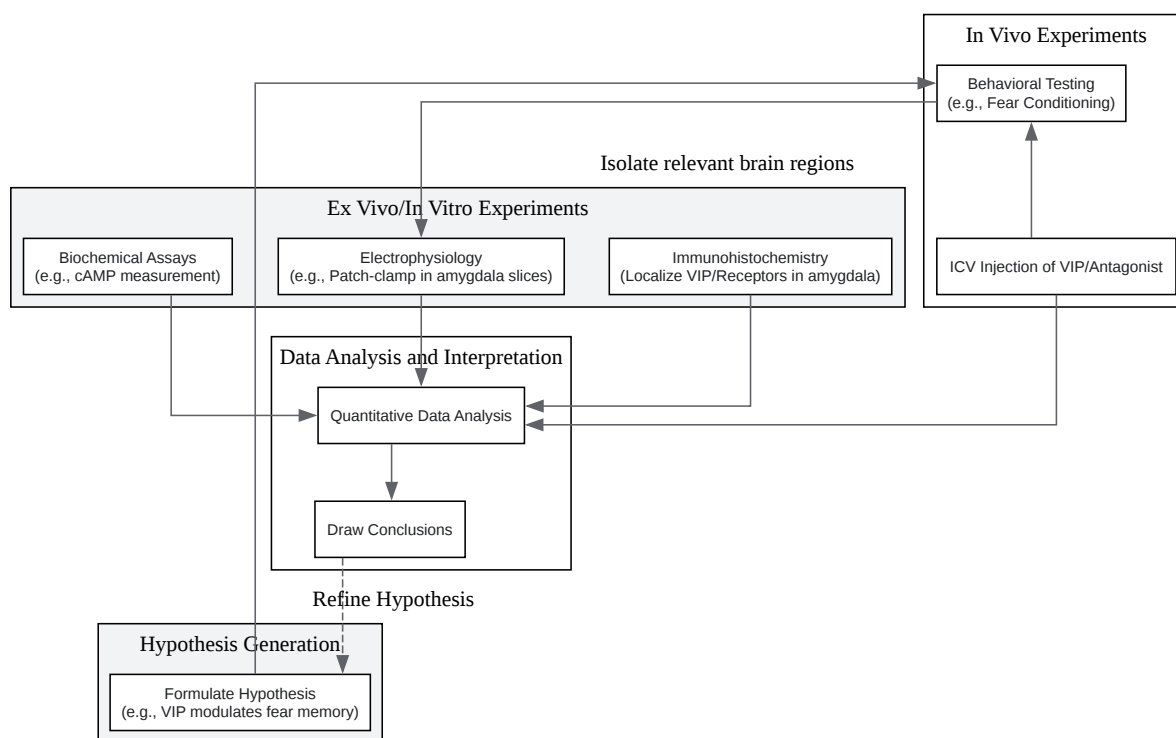 In Vivo Experiments
Behavioral Testing
(e.g., Fear Conditioning)
Isolate relevant brain regions
Ex Vivo/In Vitro Experiments
Biochemical Assays
(e.g., cAMP measurement)
Electrophysiology
(e.g., Patch-clamp in amygdala slices)
Immunohistochemistry
(Localize VIP/Receptors in amygdala)
ICV Injection of VIP/Antagonist
Data Analysis and Interpretation
Quantitative Data Analysis
Draw Conclusions
Refine Hypothesis
Hypothesis Generation
Formulate Hypothesis
(e.g., VIP modulates fear memory)